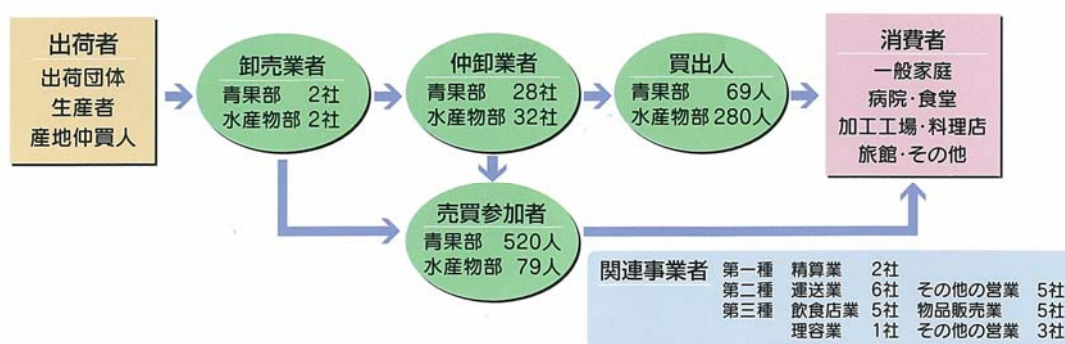 出荷者
出荷団体
生産者
産地仲買人
卸売業者
青果部 2社
水産物部 2社
仲卸業者
青果部 28社
水産物部 32社
買出人
青果部 69人
水産物部 280人
消費者
一般家庭
病院・食堂
加工工場・料理店
旅館・その他
売買参加者
青果部 520人
水産物部 79人
関連事業者 第一種 精算業 2社
第二種 運送業 6社 その他の営業 5社
第三種 飲食店業 5社 物品販売業 5社
理容業 1社 その他の営業 3社